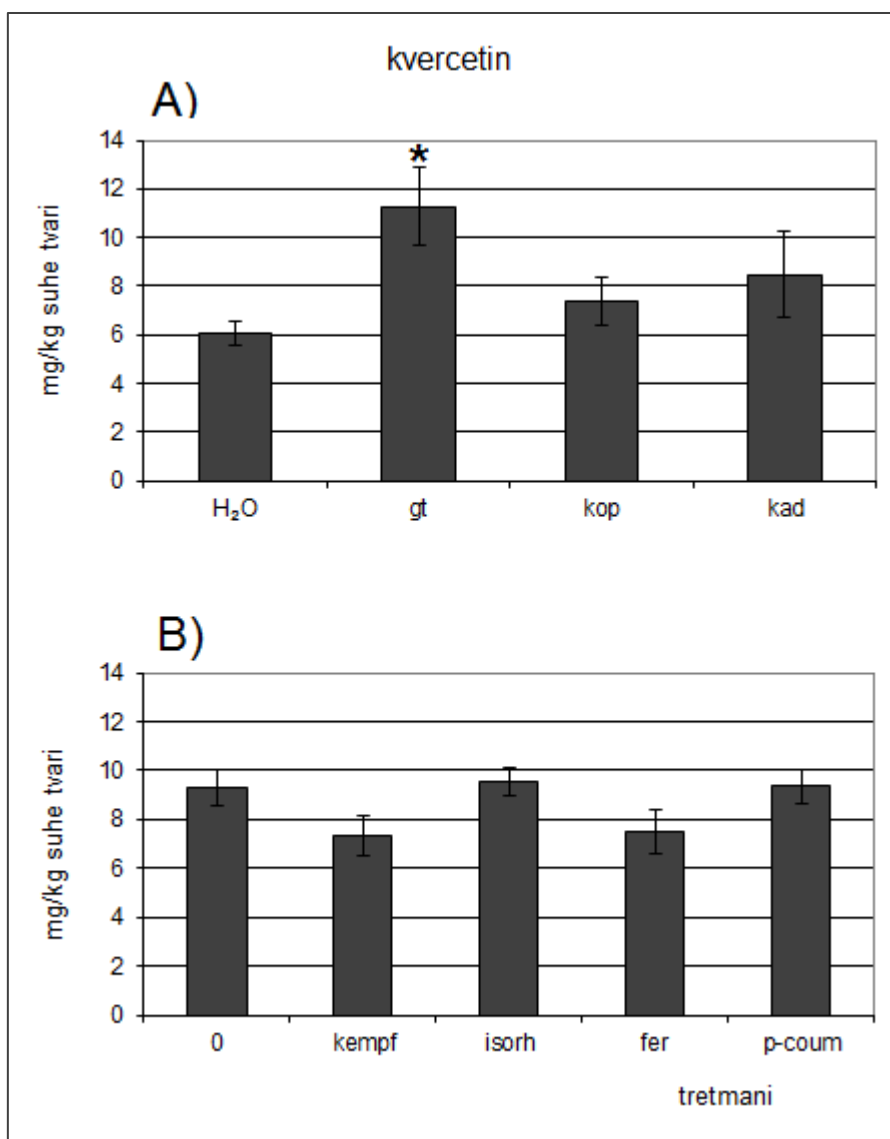 kvercetin
A)
mg/kg suhe tvari
14
12
10
8
6
4
2
0
*
H₂O gt kop kad
B)
mg/kg suhe tvari
14
12
10
8
6
4
2
0
0 kempf isorh fer p-coum
tretmani